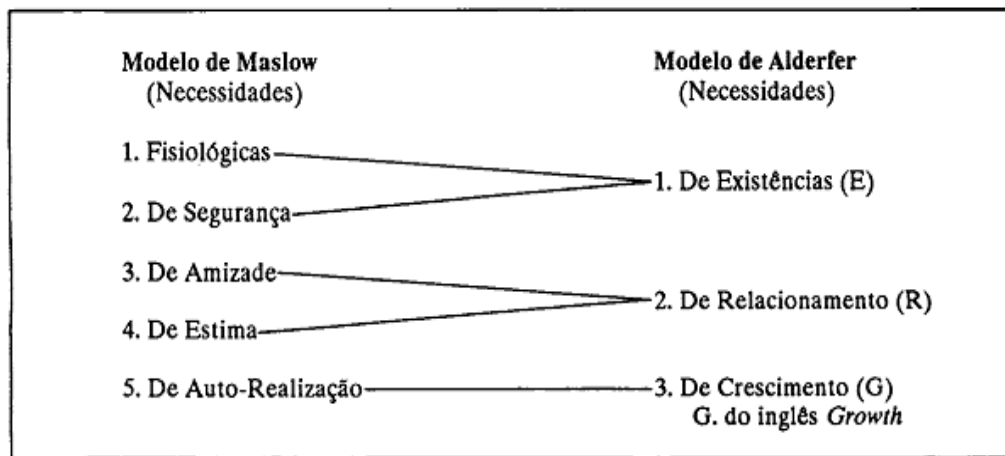 Modelo de Maslow
(Necessidades)
1. Fisiológicas
2. De Segurança
3. De Amizade
4. De Estima
5. De Auto-Realização
Modelo de Alderfer
(Necessidades)
1. De Existências (E)
2. De Relacionamento (R)
3. De Crescimento (G)
G. do inglês Growth